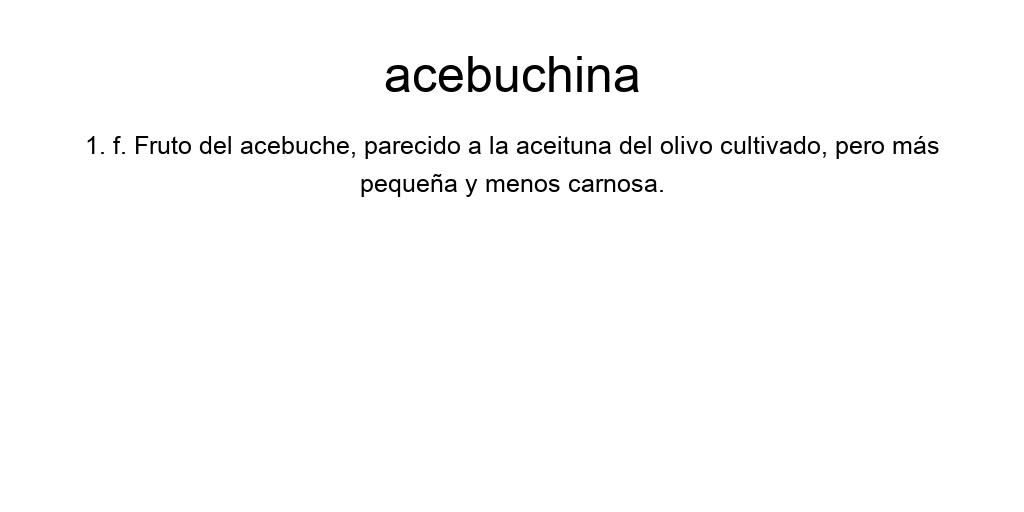 acebuchina
1. f. Fruto del acebuche, parecido a la aceituna del olivo cultivado, pero más
pequeña y menos carnosa.